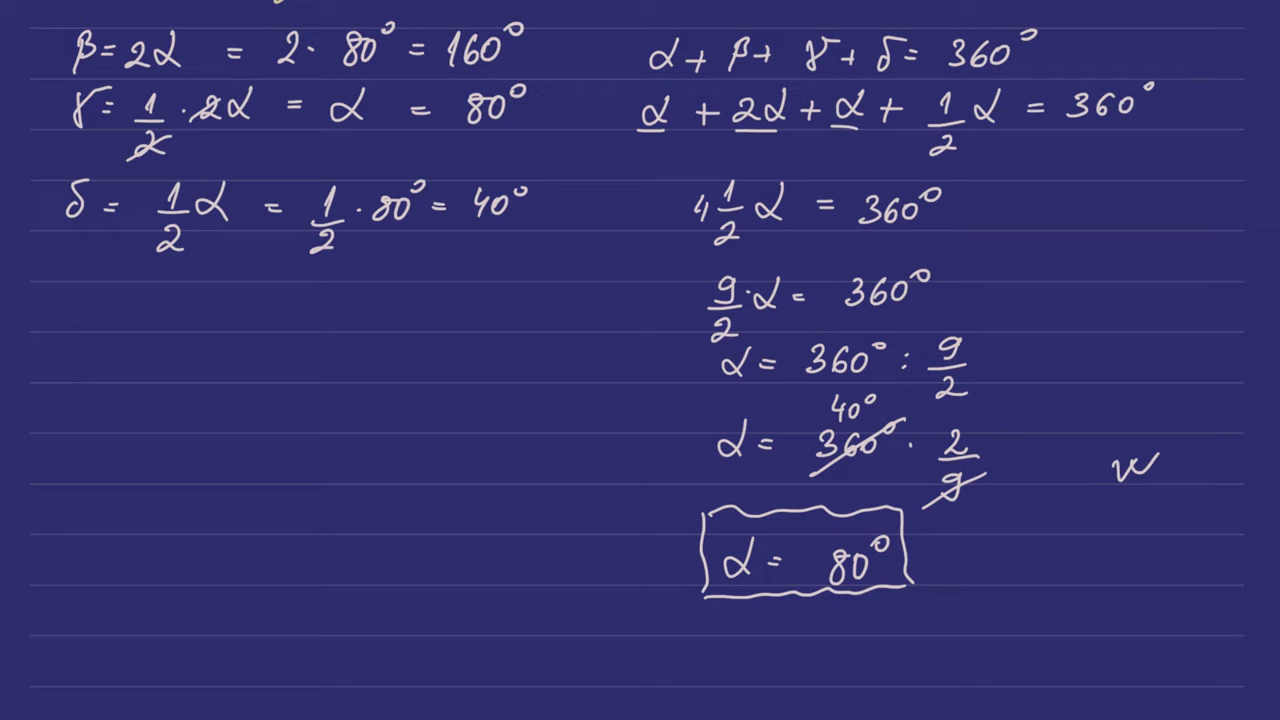 β = 2α = 2 · 80° = 160°
γ = 1/2 · 2α = α = 80°
δ = 1/2 α = 1/2 · 80° = 40°
α + β + γ + δ = 360°
α + 2α + α + 1/2 α = 360°
4 1/2 α = 360°
9/2 · α = 360°
α = 360° : 9/2
40°
α = 360° · 2/9
α = 80°